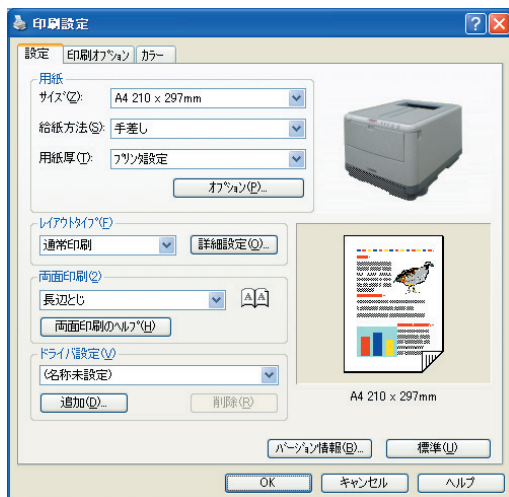 印刷設定
設定 印刷ｵﾌﾟｼｮﾝ ｶﾗｰ
用紙
ｻｲｽﾞ(Z): A4 210 x 297mm
給紙方法(S): 手差し
用紙厚(T): ﾌﾟﾘﾝﾀ設定
ｵﾌﾟｼｮﾝ(P)...
ﾚｲｱｳﾄﾀｲﾌﾟ(F)
通常印刷 詳細設定(O)...
両面印刷(2)
長辺とじ
両面印刷のﾍﾙﾌﾟ(H)
ﾄﾞﾗｲﾊﾞ設定(V)
(名称未設定)
追加(D)... 削除(R)
A A
A4 210 x 297mm
ﾊﾞｰｼﾞｮﾝ情報(B)... 標準(U)
OK ｷｬﾝｾﾙ ﾍﾙﾌﾟ